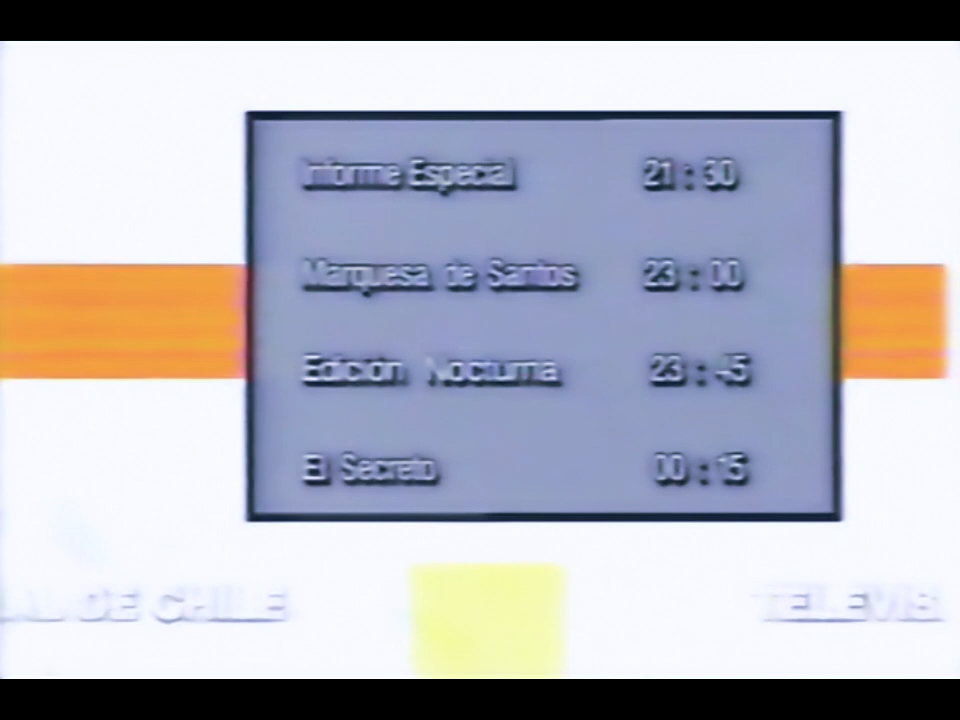 Informe Especial 21:30
Marquesa de Santos 23:00
Edición Nocturna 23:45
El Secreto 00:15
AL DE CHILE TELEVIS